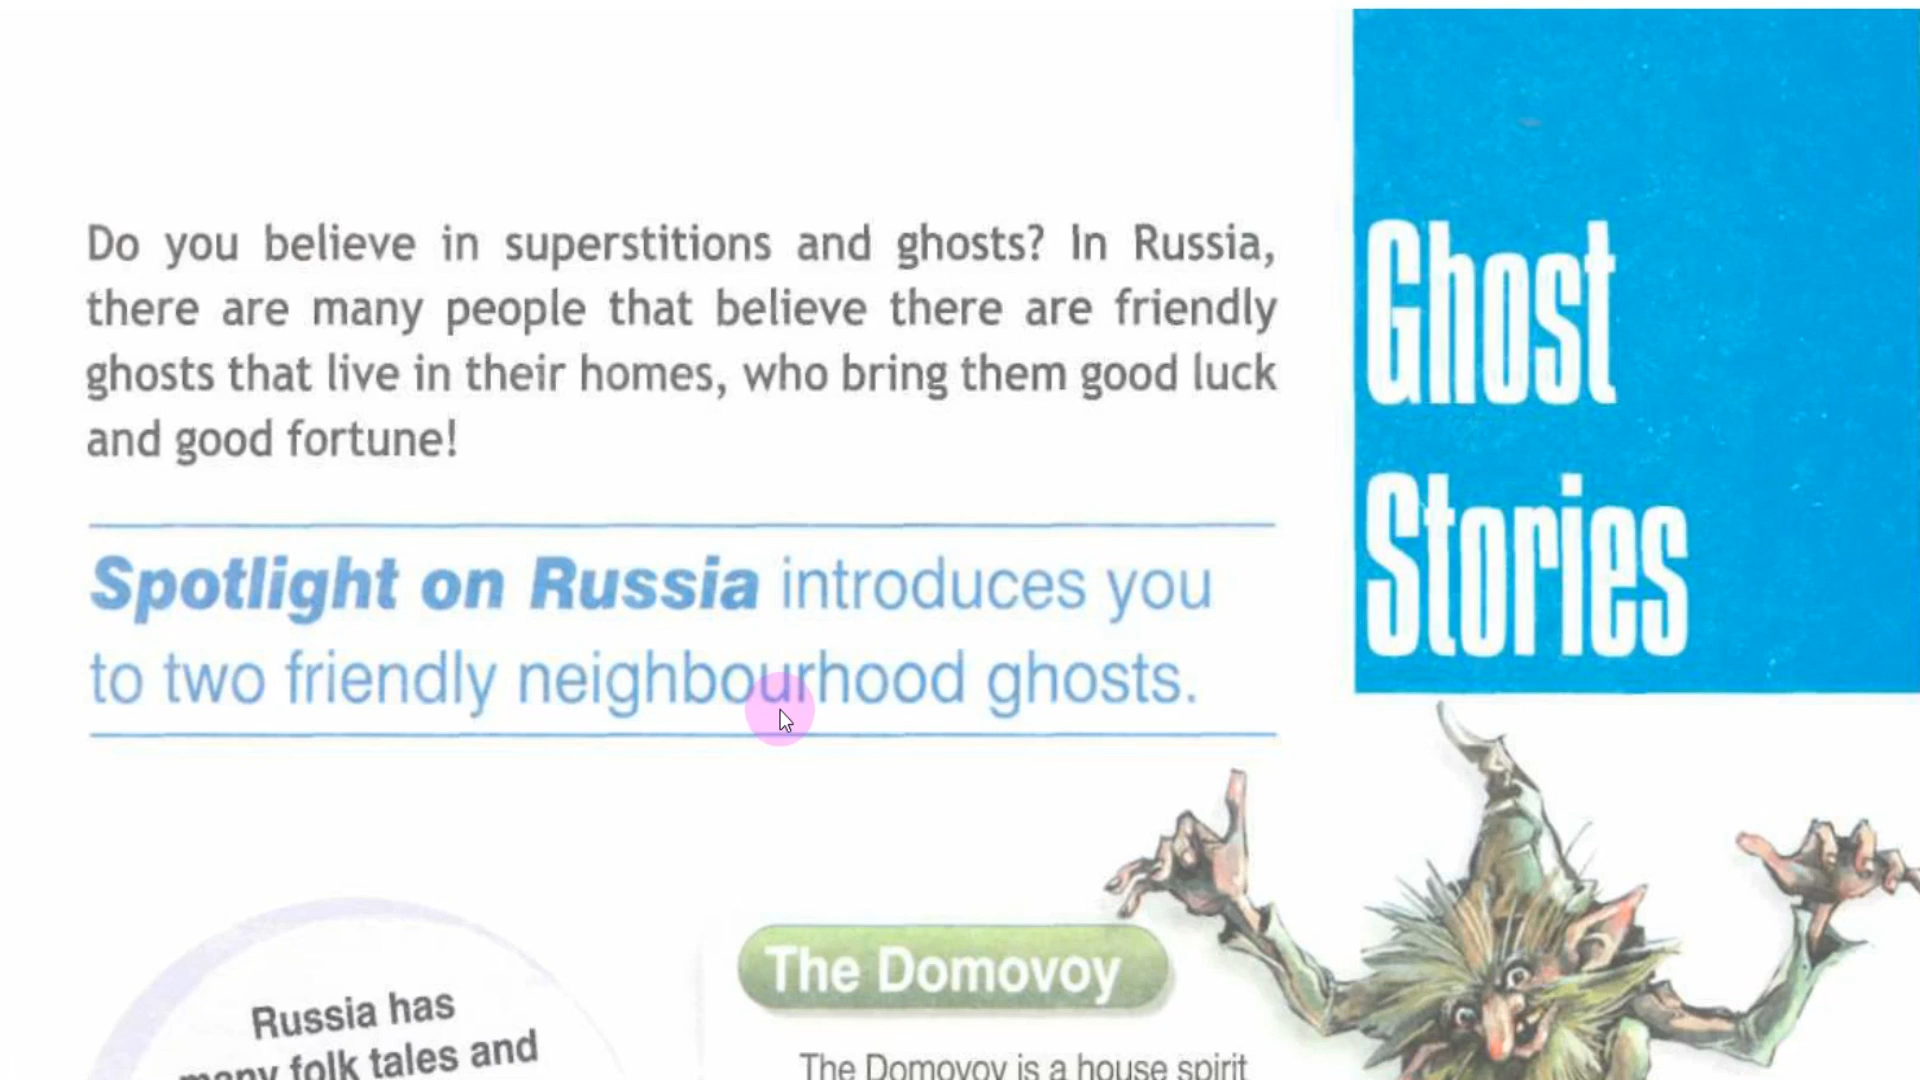 Do you believe in superstitions and ghosts? In Russia,
there are many people that believe there are friendly
ghosts that live in their homes, who bring them good luck
and good fortune!
Spotlight on Russia introduces you
to two friendly neighbourhood ghosts.
Ghost
Stories
Russia has
many folk tales and
The Domovoy
The Domovoy is a house spirit